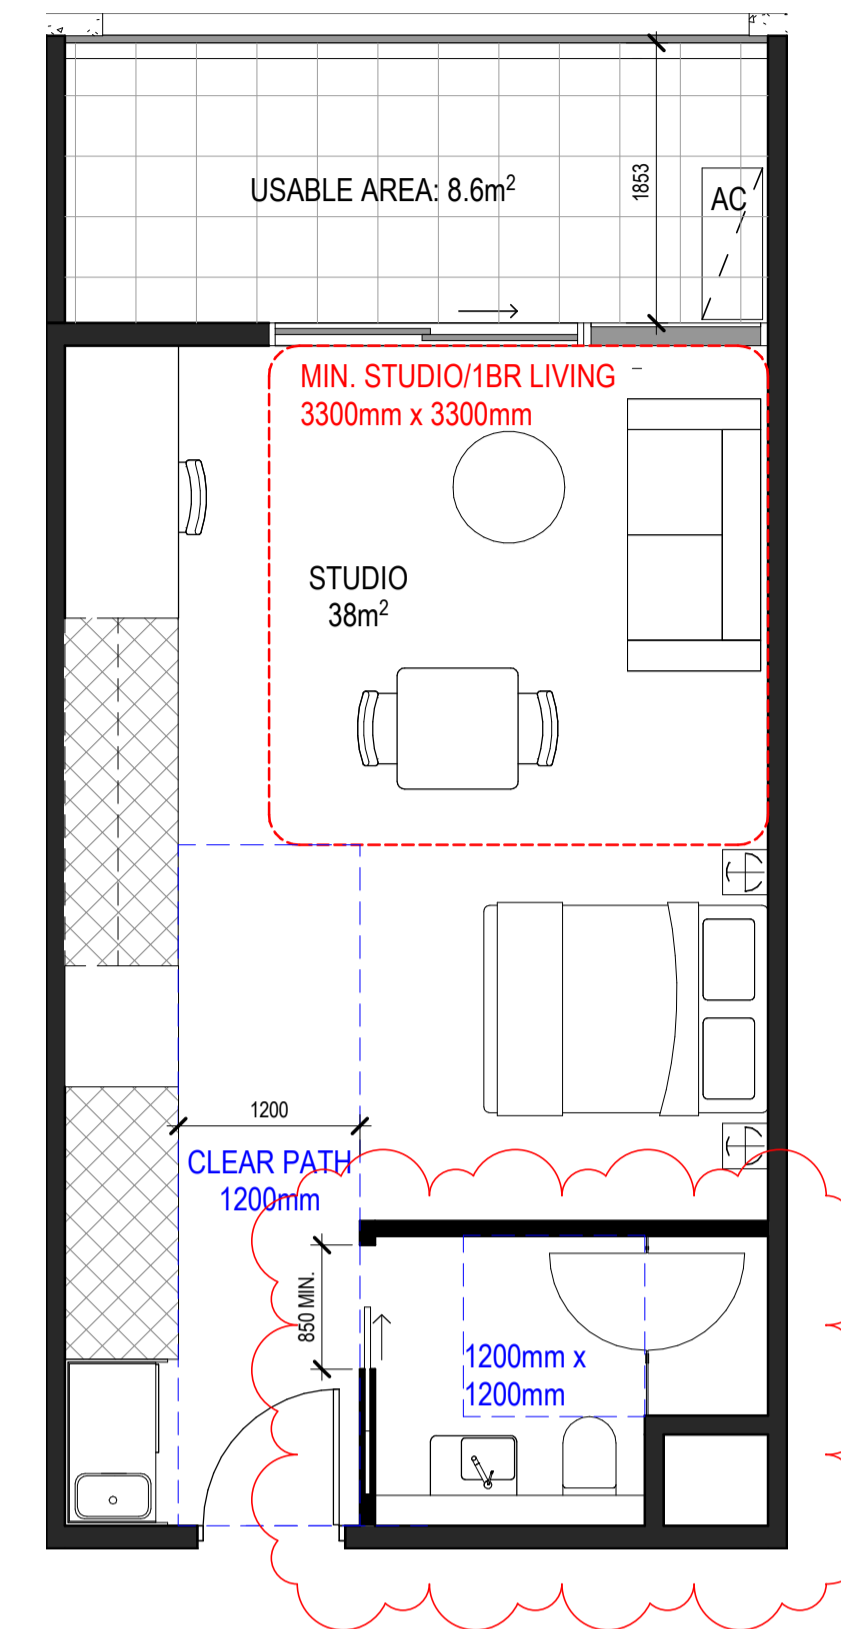 USABLE AREA: 8.6m²
1853
AC
MIN. STUDIO/1BR LIVING
3300mm x 3300mm
STUDIO
38m²
1200
CLEAR PATH
1200mm
850 MIN.
1200mm x
1200mm